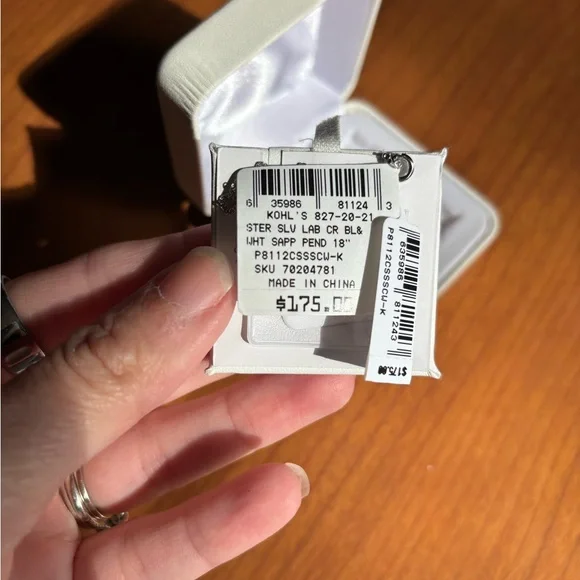 6 35986 81124 3
KOHL'S 827-20-21
STER SLV LAB CR BL&
WHT SAPP PEND 18"
P8112CSSSCW-K
SKU 70204781
MADE IN CHINA
$175.00
635986 811243
P8112CSSSCW-K
$175.00